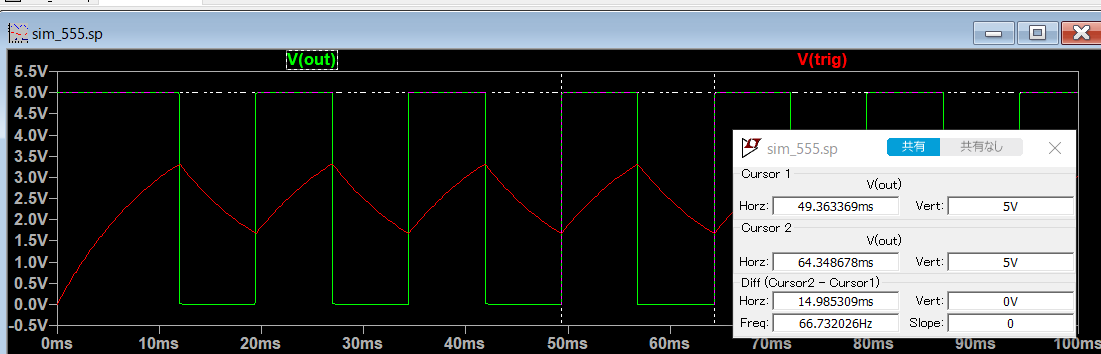 sim_555.sp
V(out) V(trig)
5.5V
5.0V
4.5V
4.0V
3.5V
3.0V
2.5V
2.0V
1.5V
1.0V
0.5V
0.0V
-0.5V
0ms 10ms 20ms 30ms 40ms 50ms 60ms 70ms 80ms 90ms 100ms
sim_555.sp 共有 共有なし
Cursor 1
V(out)
Horz: 49.363369ms Vert: 5V
Cursor 2
V(out)
Horz: 64.348678ms Vert: 5V
Diff (Cursor2 - Cursor1)
Horz: 14.985309ms Vert: 0V
Freq: 66.732026Hz Slope: 0